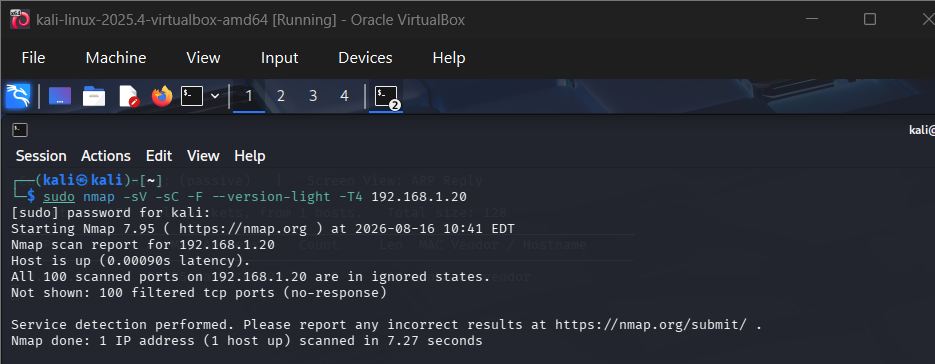 kali-linux-2025.4-virtualbox-amd64 [Running] - Oracle VirtualBox
File Machine View Input Devices Help
1 2 3 4 2
kali@
Session Actions Edit View Help
(passive) | Screen View: ARP Reply
┌──(kali㉿kali)-[~]
└─$ sudo nmap -sV -sC -F --version-light -T4 192.168.1.20
[sudo] password for kali:
Starting Nmap 7.95 ( https://nmap.org ) at 2026-08-16 10:41 EDT
Nmap scan report for 192.168.1.20
Host is up (0.00090s latency).
All 100 scanned ports on 192.168.1.20 are in ignored states.
Not shown: 100 filtered tcp ports (no-response)
Service detection performed. Please report any incorrect results at https://nmap.org/submit/ .
Nmap done: 1 IP address (1 host up) scanned in 7.27 seconds